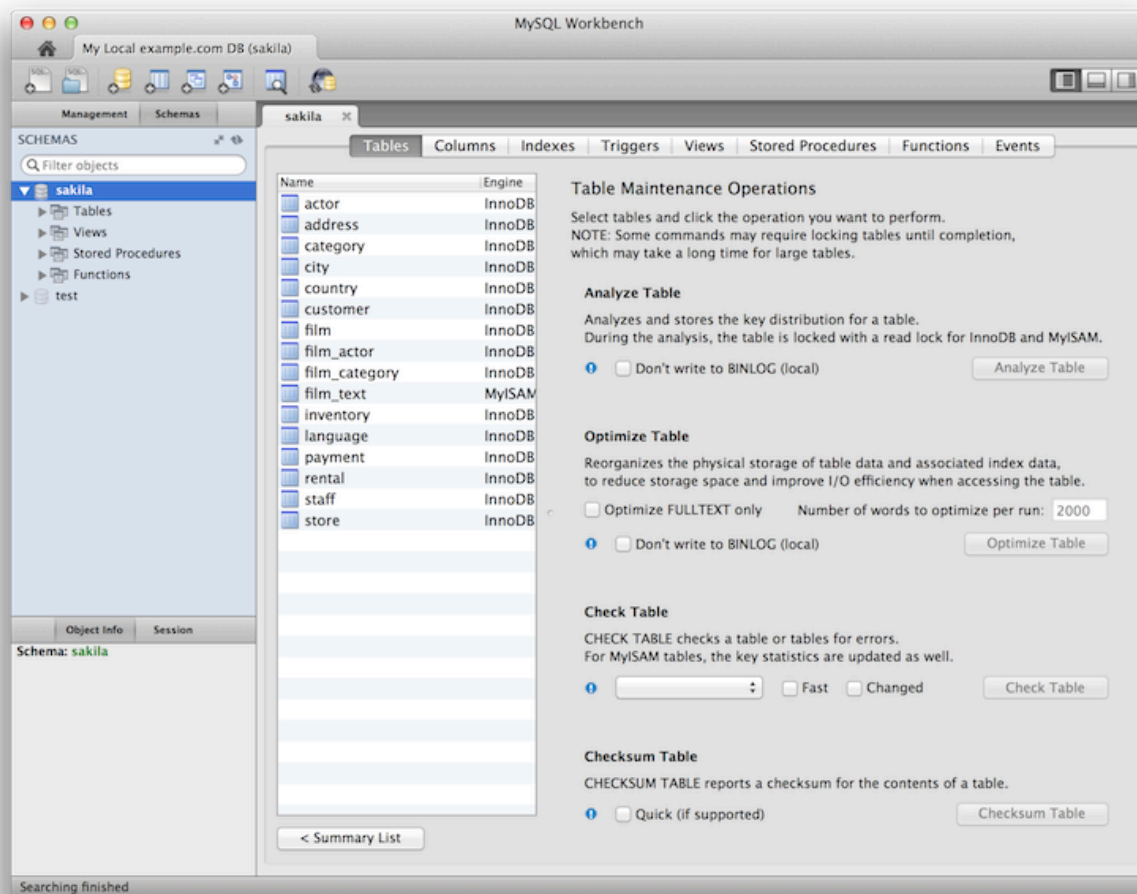 MySQL Workbench
My Local example.com DB (sakila)
Management Schemas
SCHEMAS
Filter objects
sakila
Tables
Views
Stored Procedures
Functions
test
Object Info Session
Schema: sakila
sakila
Tables Columns Indexes Triggers Views Stored Procedures Functions Events
Name Engine
actor InnoDB
address InnoDB
category InnoDB
city InnoDB
country InnoDB
customer InnoDB
film InnoDB
film_actor InnoDB
film_category InnoDB
film_text MyISAM
inventory InnoDB
language InnoDB
payment InnoDB
rental InnoDB
staff InnoDB
store InnoDB
< Summary List
Table Maintenance Operations
Select tables and click the operation you want to perform.
NOTE: Some commands may require locking tables until completion,
which may take a long time for large tables.
Analyze Table
Analyzes and stores the key distribution for a table.
During the analysis, the table is locked with a read lock for InnoDB and MyISAM.
Don't write to BINLOG (local) Analyze Table
Optimize Table
Reorganizes the physical storage of table data and associated index data,
to reduce storage space and improve I/O efficiency when accessing the table.
Optimize FULLTEXT only Number of words to optimize per run: 2000
Don't write to BINLOG (local) Optimize Table
Check Table
CHECK TABLE checks a table or tables for errors.
For MyISAM tables, the key statistics are updated as well.
Fast Changed Check Table
Checksum Table
CHECKSUM TABLE reports a checksum for the contents of a table.
Quick (if supported) Checksum Table
Searching finished